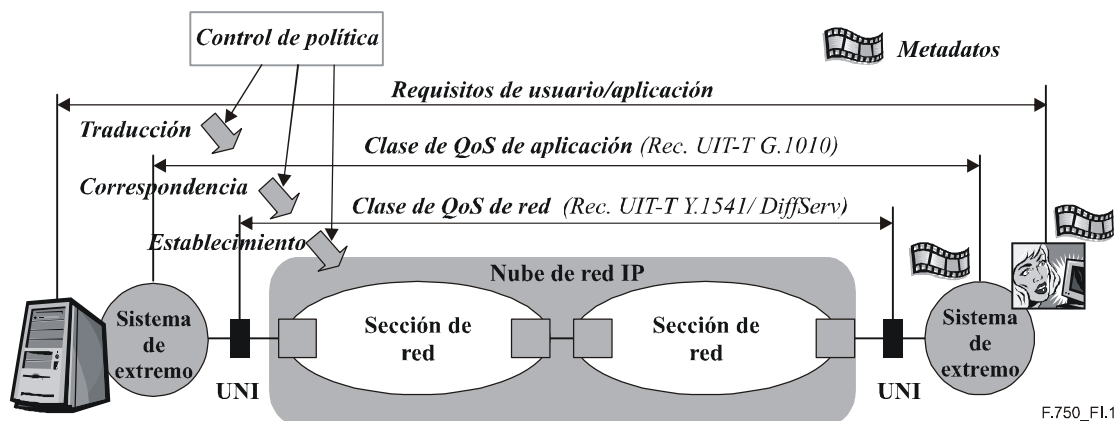 Control de política
Metadatos
Requisitos de usuario/aplicación
Traducción
Clase de QoS de aplicación (Rec. UIT-T G.1010)
Correspondencia
Clase de QoS de red (Rec. UIT-T Y.1541/ DiffServ)
Establecimiento
Nube de red IP
Sistema
de
extremo
UNI
Sección de
red
Sección de
red
UNI
Sistema
de
extremo
F.750_FI.1